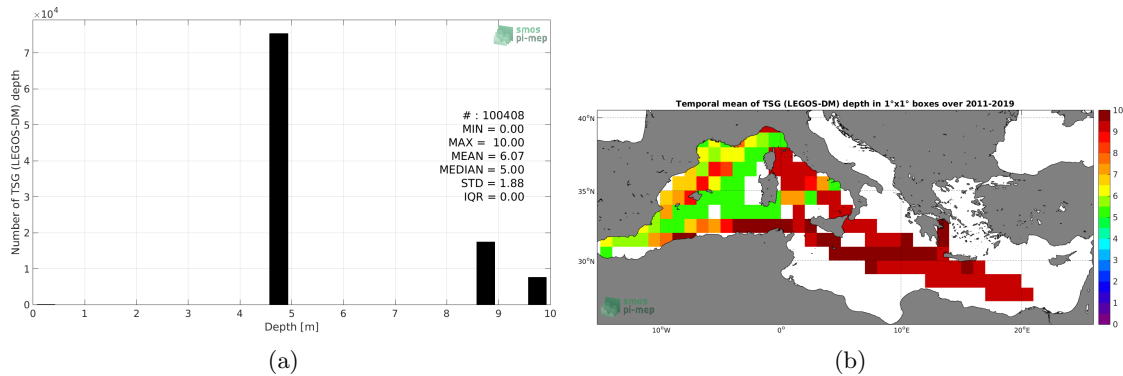 ×10⁴
smos
pi-mep
Number of TSG (LEGOS-DM) depth
7
6
5
4
3
2
1
0
# : 100408
MIN = 0.00
MAX = 10.00
MEAN = 6.07
MEDIAN = 5.00
STD = 1.88
IQR = 0.00
0 1 2 3 4 5 6 7 8 9 10
Depth [m]
(a)
Temporal mean of TSG (LEGOS-DM) depth in 1°x1° boxes over 2011-2019
40°N
35°N
30°N
10°W 0° 10°E 20°E
smos
pi-mep
10
9
8
7
6
5
4
3
2
1
0
(b)